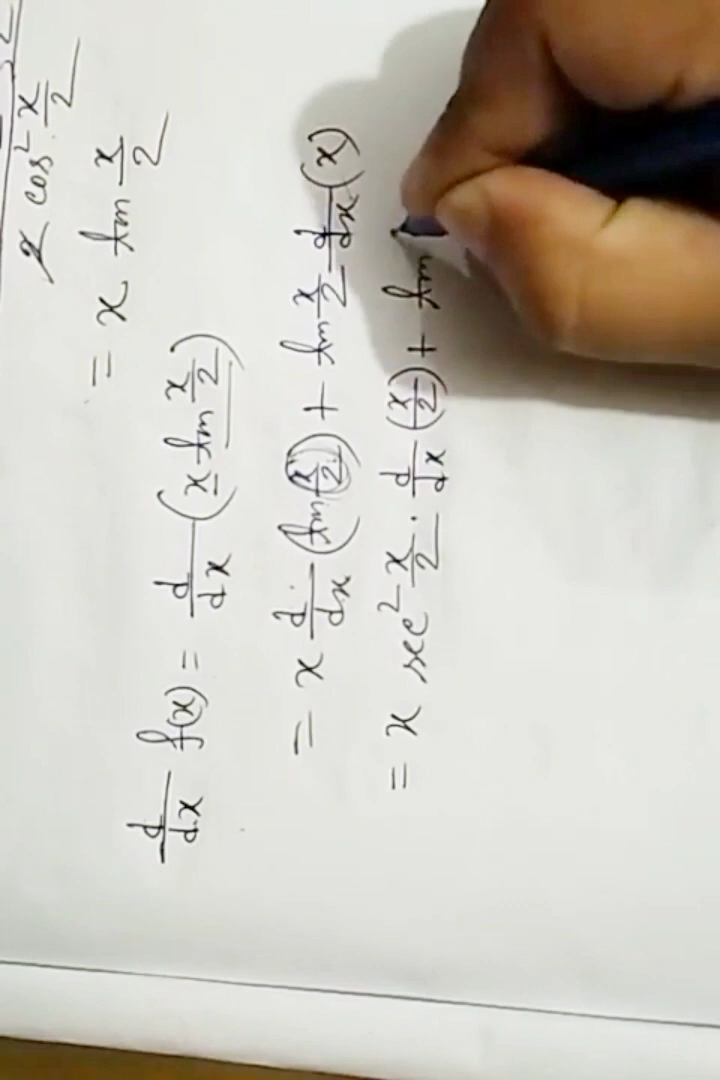 2 cos² x/2
= x tan x/2
d/dx f(x) = d/dx (x tan x/2)
= x d/dx (tan x/2) + tan x/2 d/dx (x)
= x sec² x/2 · d/dx (x/2) + tan